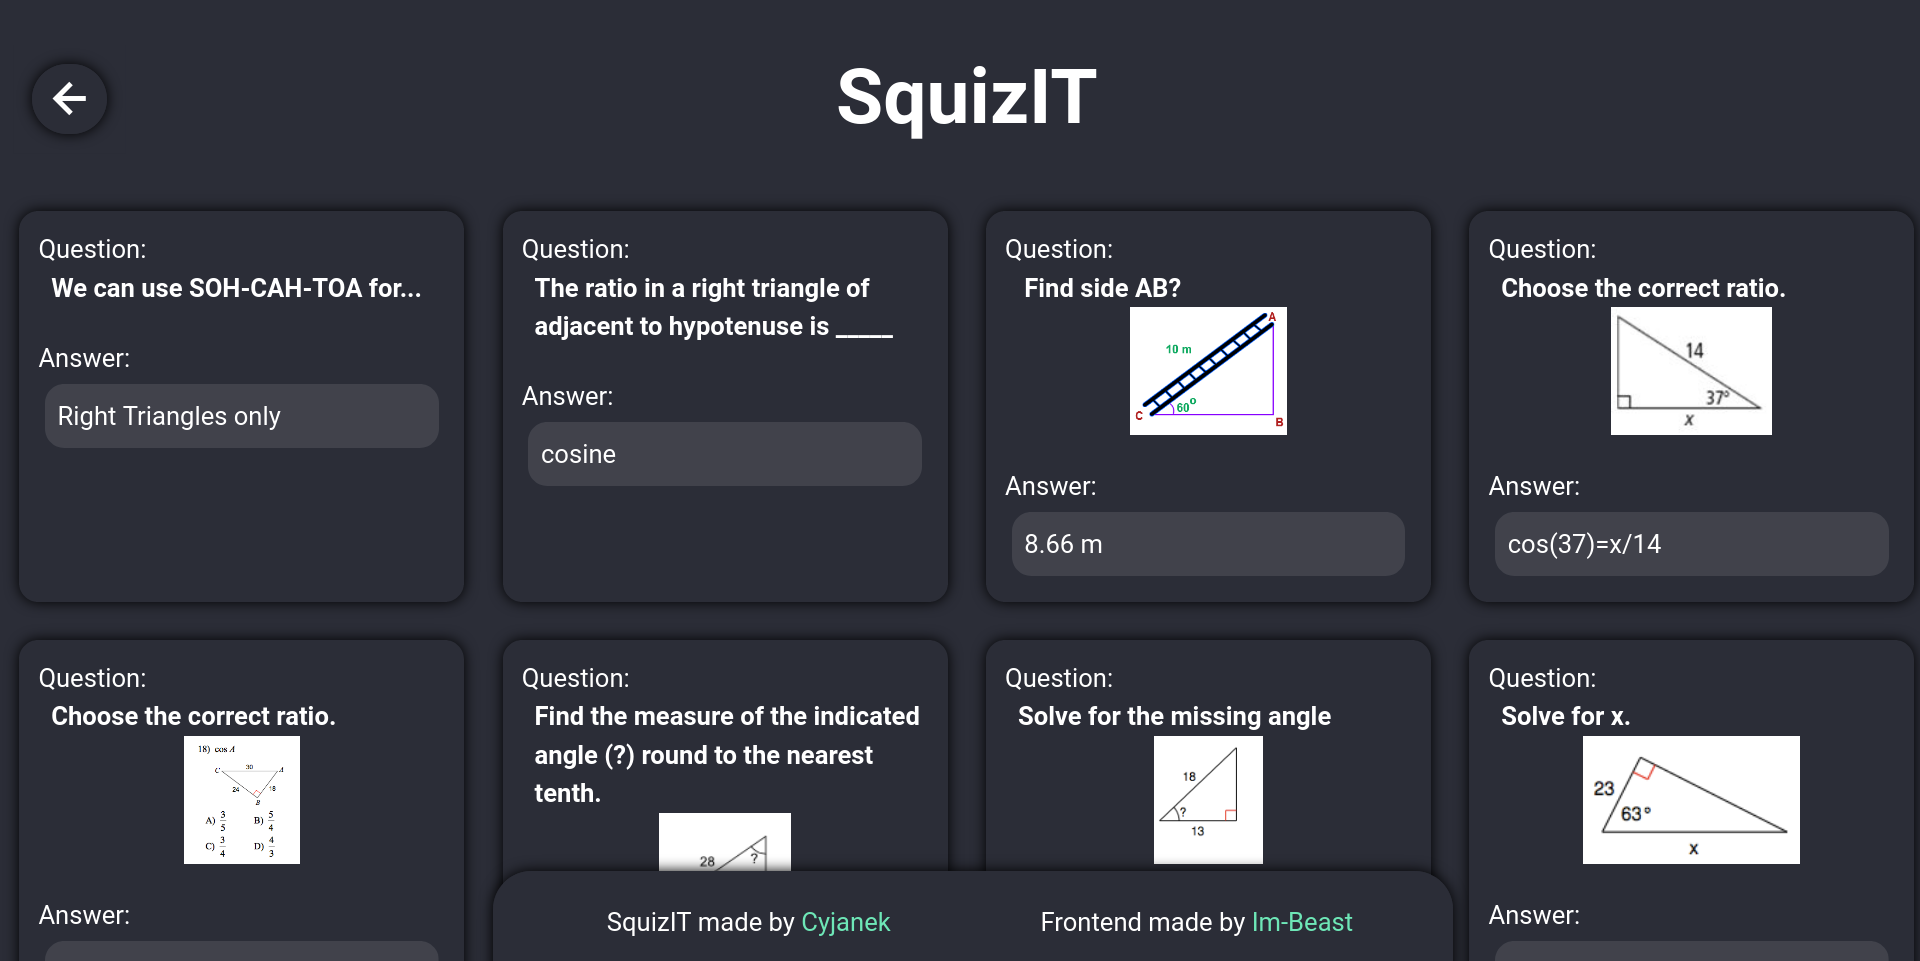 SquizIT
Question:
We can use SOH-CAH-TOA for...
Answer:
Right Triangles only
Question:
The ratio in a right triangle of
adjacent to hypotenuse is _____
Answer:
cosine
Question:
Find side AB?
A
10 m
60°
C
B
Answer:
8.66 m
Question:
Choose the correct ratio.
14
37°
x
Answer:
cos(37)=x/14
Question:
Choose the correct ratio.
18) cos A
C 30 A
24 18
B
A) 3/5 B) 5/4
C) 3/4 D) 4/3
Answer:
Question:
Find the measure of the indicated
angle (?) round to the nearest
tenth.
28 ?
Question:
Solve for the missing angle
18
?
13
Question:
Solve for x.
23
63°
x
Answer:
SquizIT made by Cyjanek
Frontend made by Im-Beast